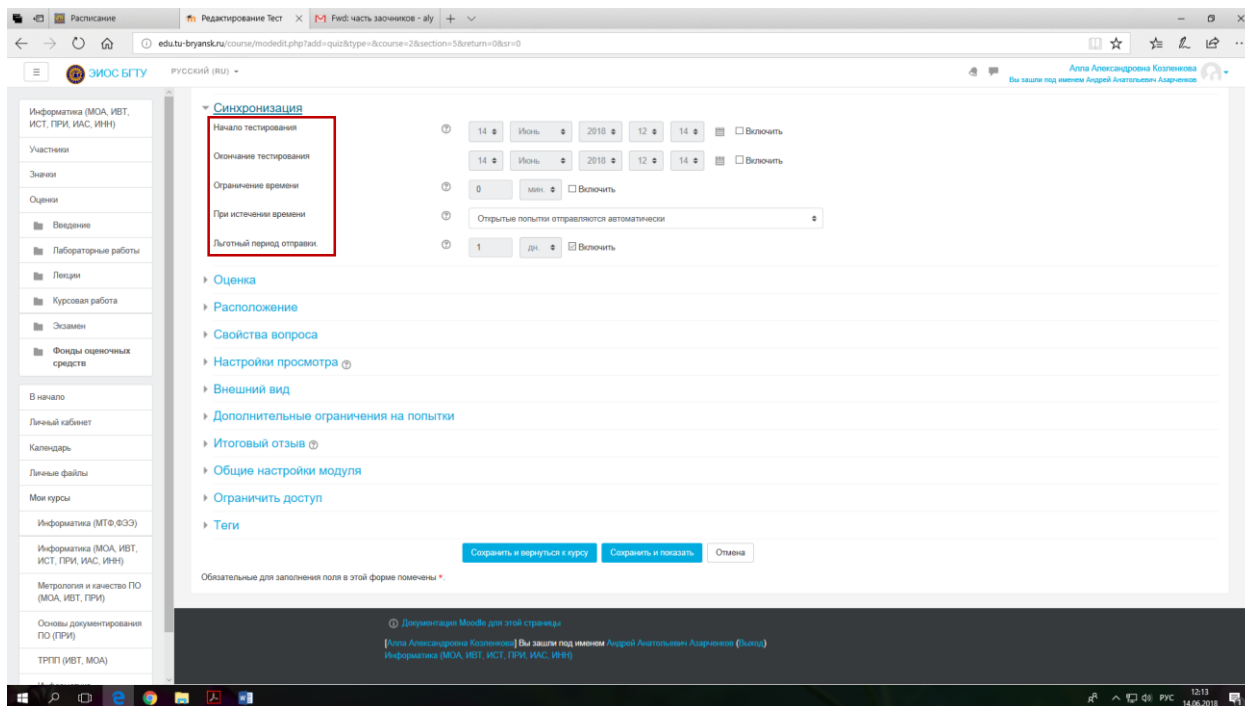 Расписание
Редактирование Тест
Fwd: часть заочников - aly
edu.tu-bryansk.ru/course/modedit.php?add=quiz&type=&course=2&section=5&return=0&sr=0
ЭИОС БГТУ
РУССКИЙ (RU)
Алла Александровна Козленкова
Вы зашли под именем Андрей Анатольевич Азарченков
Информатика (МОА, ИВТ,
ИСТ, ПРИ, ИАС, ИНН)
Участники
Значки
Оценки
Введение
Лабораторные работы
Лекции
Курсовая работа
Экзамен
Фонды оценочных
средств
В начало
Личный кабинет
Календарь
Личные файлы
Мои курсы
Информатика (МТФ,ФЭЭ)
Информатика (МОА, ИВТ,
ИСТ, ПРИ, ИАС, ИНН)
Метрология и качество ПО
(МОА, ИВТ, ПРИ)
Основы документирования
ПО (ПРИ)
ТРПП (ИВТ, МОА)
Синхронизация
Начало тестирования 14 Июнь 2018 12 14 Включить
Окончание тестирования 14 Июнь 2018 12 14 Включить
Ограничение времени 0 мин. Включить
При истечении времени Открытые попытки отправляются автоматически
Льготный период отправки. 1 дн. Включить
Оценка
Расположение
Свойства вопроса
Настройки просмотра
Внешний вид
Дополнительные ограничения на попытки
Итоговый отзыв
Общие настройки модуля
Ограничить доступ
Теги
Сохранить и вернуться к курсу Сохранить и показать Отмена
Обязательные для заполнения поля в этой форме помечены *.
Документация Moodle для этой страницы
[Алла Александровна Козленкова] Вы зашли под именем Андрей Анатольевич Азарченков (Выход)
Информатика (МОА, ИВТ, ИСТ, ПРИ, ИАС, ИНН)
РУС
12:13
14.06.2018